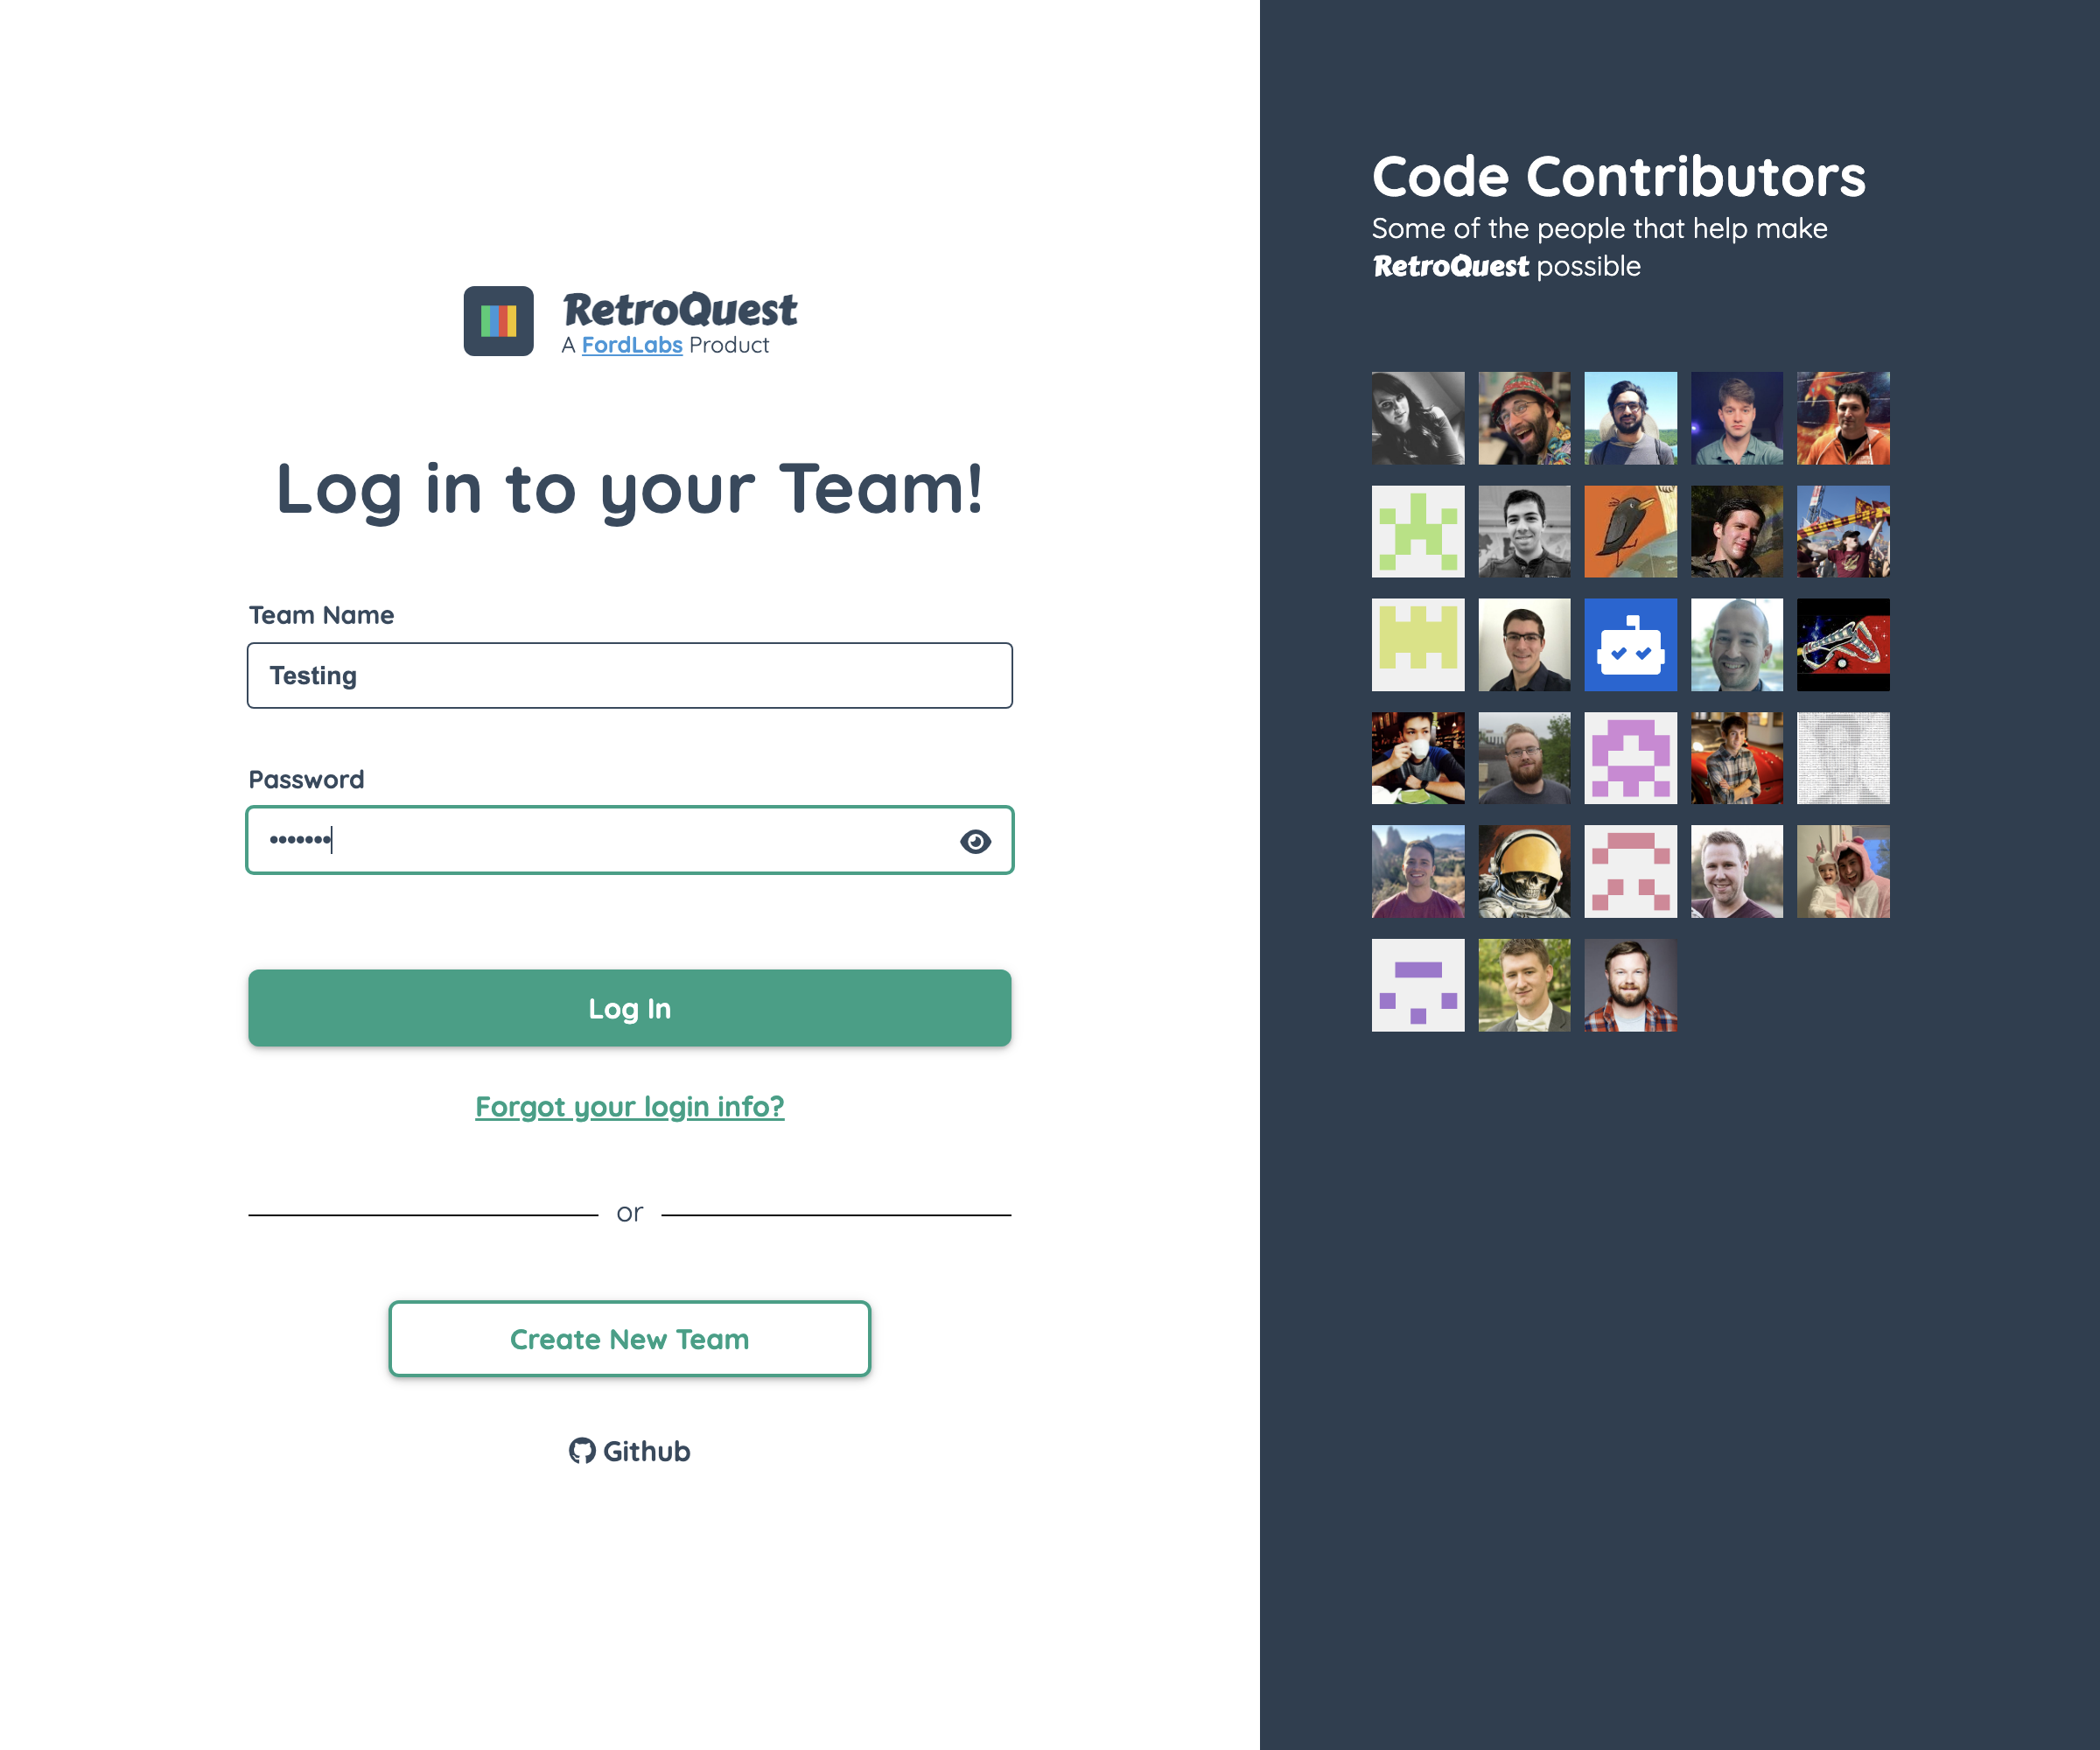 RetroQuest
A FordLabs Product
Log in to your Team!
Team Name
Testing
Password
•••••••
Log In
Forgot your login info?
or
Create New Team
Github
Code Contributors
Some of the people that help make
RetroQuest possible